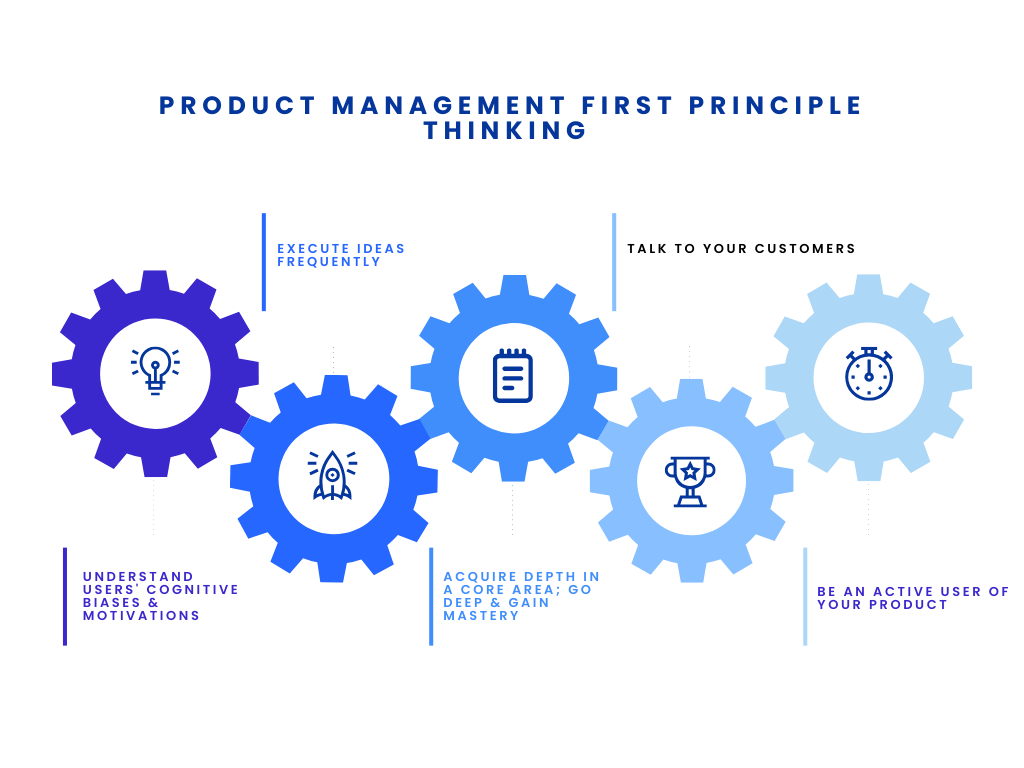 PRODUCT MANAGEMENT FIRST PRINCIPLE
THINKING
EXECUTE IDEAS
FREQUENTLY
TALK TO YOUR CUSTOMERS
UNDERSTAND
USERS' COGNITIVE
BIASES &
MOTIVATIONS
ACQUIRE DEPTH IN
A CORE AREA; GO
DEEP & GAIN
MASTERY
BE AN ACTIVE USER OF
YOUR PRODUCT